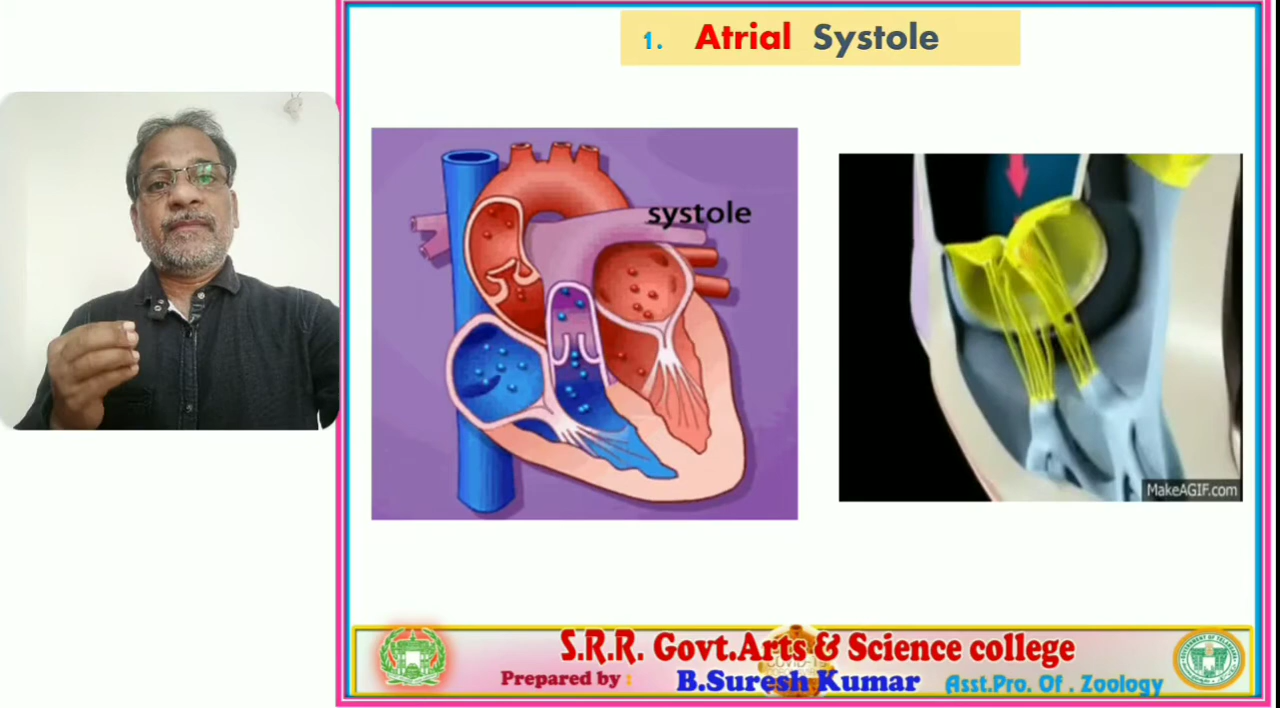 1. Atrial Systole
systole
MakeAGIF.com
S.R.R. Govt.Arts & Science college
Prepared by : B.Suresh Kumar Asst.Pro. Of . Zoology